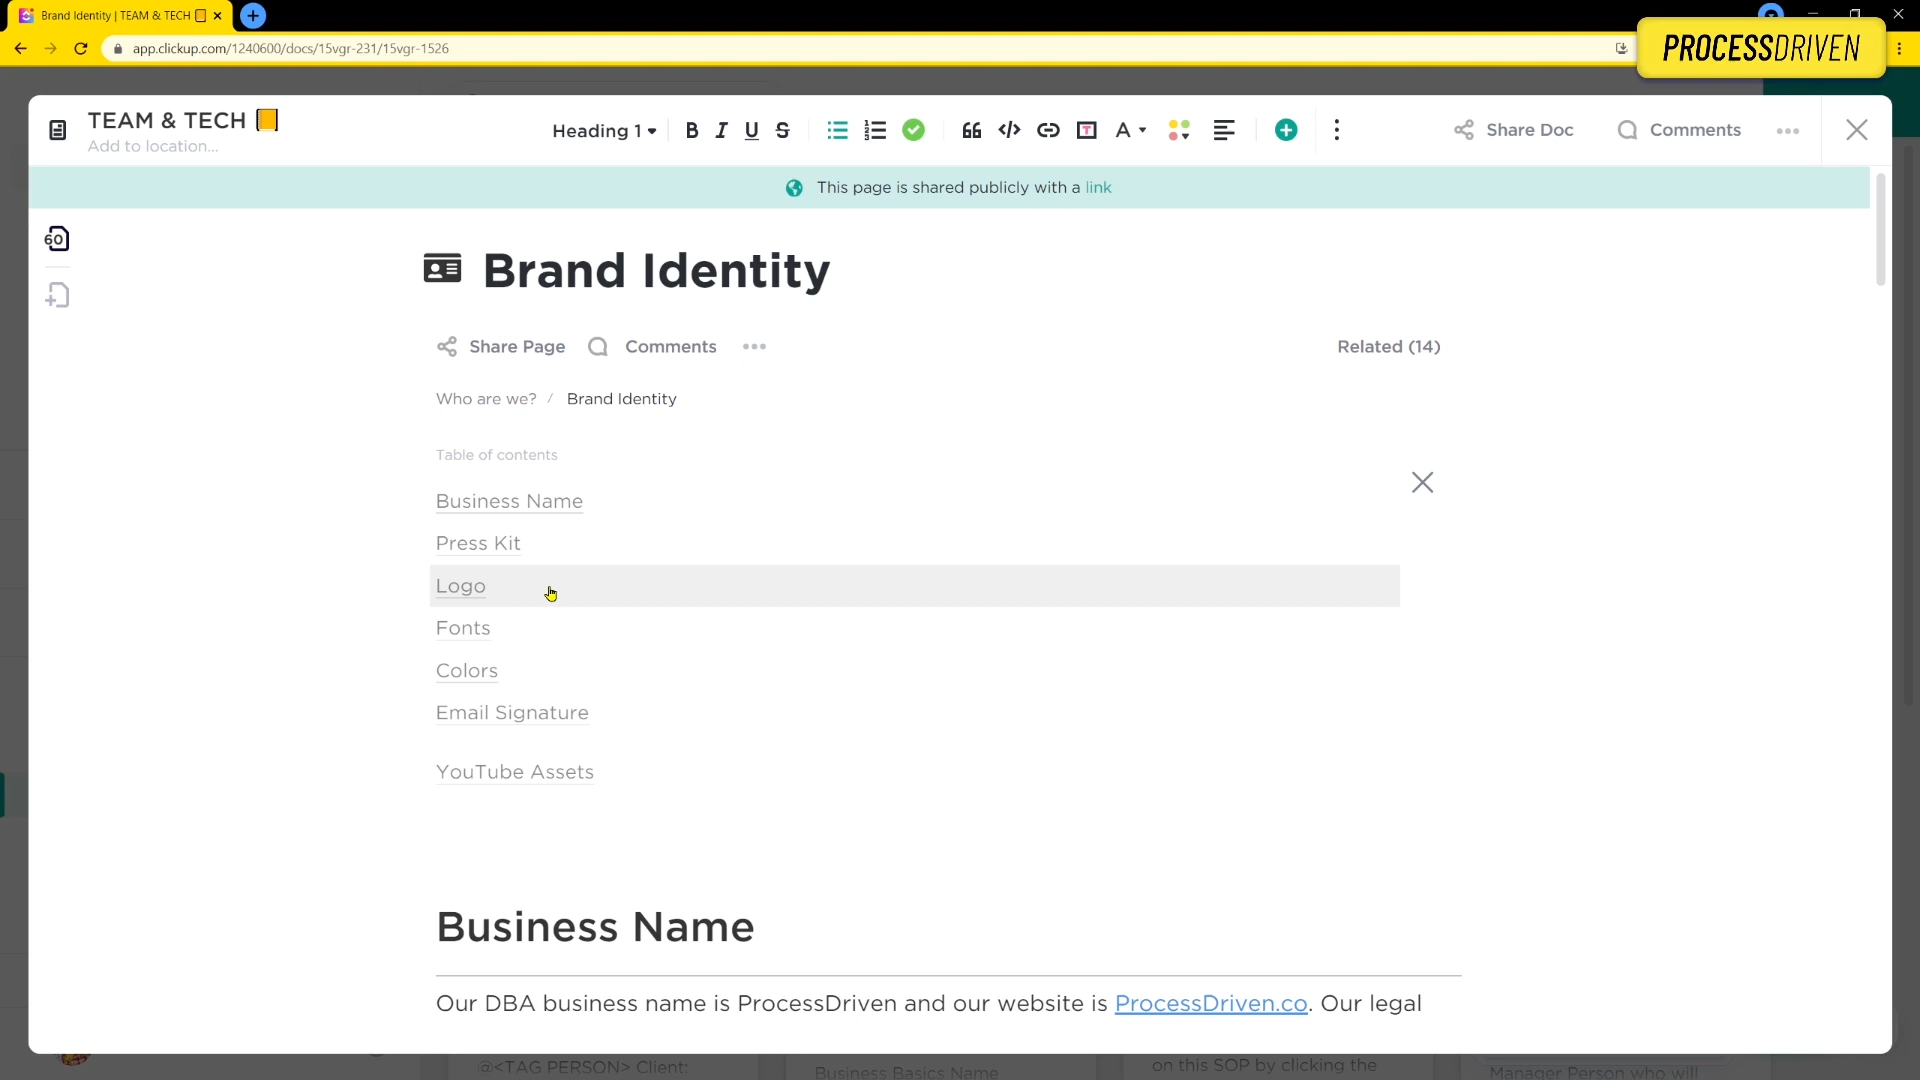 Brand Identity | TEAM & TECH
app.clickup.com/1240600/docs/15vgr-231/15vgr-1526
PROCESSDRIVEN
TEAM & TECH
Add to location...
Heading 1
B I U S
A
Share Doc
Comments
This page is shared publicly with a link
60
Brand Identity
Share Page
Comments
Related (14)
Who are we? / Brand Identity
Table of contents
Business Name
Press Kit
Logo
Fonts
Colors
Email Signature
YouTube Assets
Business Name
Our DBA business name is ProcessDriven and our website is ProcessDriven.co. Our legal
@<TAG PERSON> Client:
Business Basics Name
on this SOP by clicking the
Manager Person who will